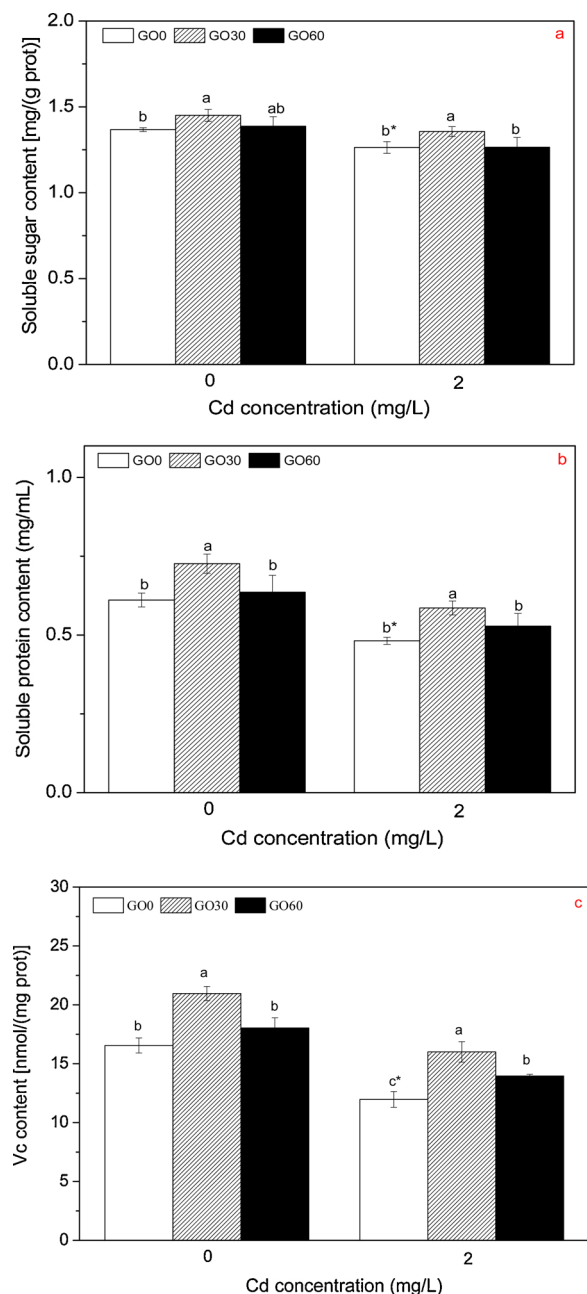 2.0
GO0 GO30 GO60
a
a
b
ab
1.5
b*
a
b
1.0
1.5
0.0
Soluble sugar content [mg/(g prot)]
0 2
Cd concentration (mg/L)
GO0 GO30 GO60
b
1.0
a
b
b
b*
a
b
0.5
0.0
Soluble protein content (mg/mL)
0 2
Cd concentration (mg/L)
30
GO0 GO30 GO60
c
25
a
b
b
20
c*
a
b
15
10
5
0
Vc content [nmol/(mg prot)]
0 2
Cd concentration (mg/L)